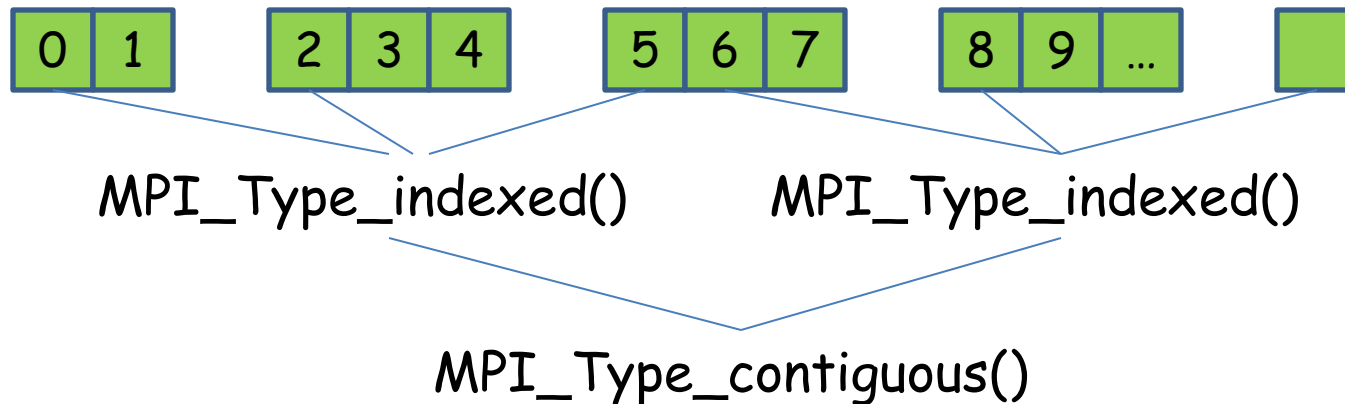 0 1 2 3 4 5 6 7 8 9 ...
MPI_Type_indexed() MPI_Type_indexed()
MPI_Type_contiguous()